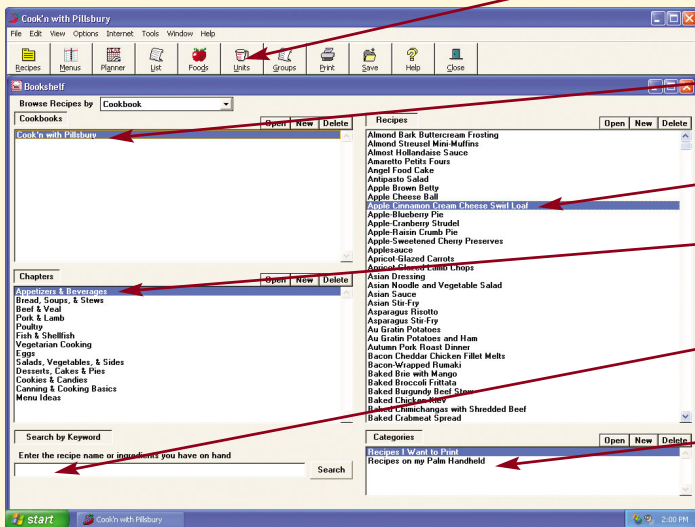 Cook'n with Pillsbury
File Edit View Options Internet Tools Window Help
Recipes Menus Planner List Foods Units Groups Print Save Help Close
Bookshelf
Browse Recipes by Cookbook
Cookbooks Open New Delete
Cook'n with Pillsbury
Chapters Open New Delete
Appetizers & Beverages
Bread, Soups, & Stews
Beef & Veal
Pork & Lamb
Poultry
Fish & Shellfish
Vegetarian Cooking
Eggs
Salads, Vegetables, & Sides
Desserts, Cakes & Pies
Cookies & Candies
Canning & Cooking Basics
Menu Ideas
Search by Keyword
Enter the recipe name or ingredients you have on hand
Search
Recipes Open New Delete
Almond Bark Buttercream Frosting
Almond Streusel Mini-Muffins
Almost Hollandaise Sauce
Amaretto Petits Fours
Angel Food Cake
Antipasto Salad
Apple Brown Betty
Apple Cheese Ball
Apple Cinnamon Cream Cheese Swirl Loaf
Apple-Blueberry Pie
Apple-Cranberry Strudel
Apple-Raisin Crumb Pie
Apple-Sweetened Cherry Preserves
Applesauce
Apricot-Glazed Carrots
Apricot-Glazed Lamb Chops
Asian Dressing
Asian Noodle and Vegetable Salad
Asian Sauce
Asian Stir-Fry
Asparagus Risotto
Asparagus Stir-Fry
Au Gratin Potatoes
Au Gratin Potatoes and Ham
Autumn Pork Roast Dinner
Bacon Cheddar Chicken Fillet Melts
Bacon-Wrapped Rumaki
Baked Brie with Mango
Baked Broccoli Frittata
Baked Burgundy Beef Stew
Baked Chicken Kiev
Baked Chimichangas with Shredded Beef
Baked Crabmeat Spread
Categories Open New Delete
Recipes I Want to Print
Recipes on my Palm Handheld
start Cook'n with Pillsbury 2:00 PM